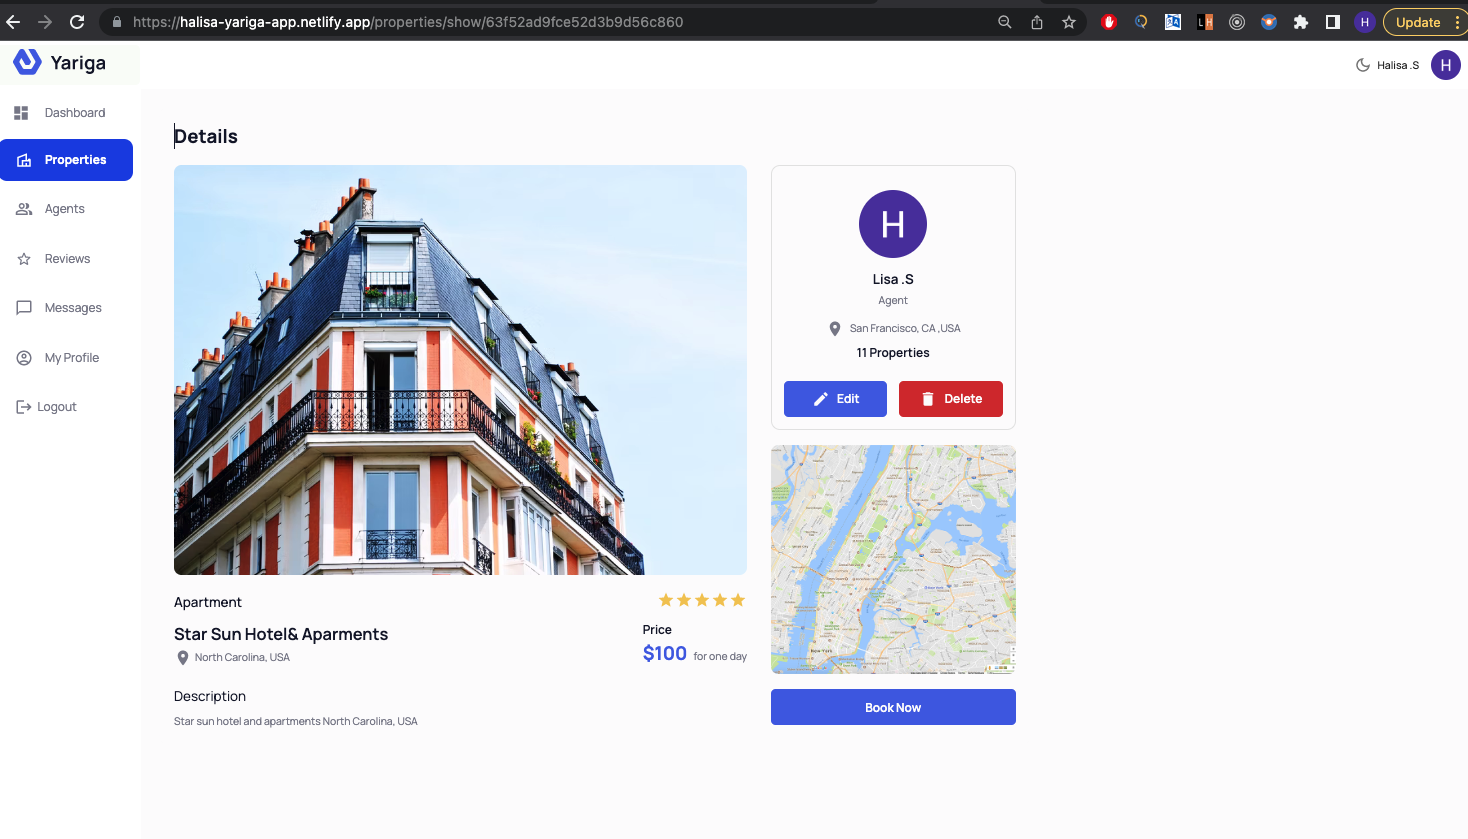 https://halisa-yariga-app.netlify.app/properties/show/63f52ad9fce52d3b9d56c860
H
Update
Yariga
Halisa .S
H
Dashboard
Properties
Agents
Reviews
Messages
My Profile
Logout
Details
H
Lisa .S
Agent
San Francisco, CA ,USA
11 Properties
Edit
Delete
Apartment
Star Sun Hotel& Aparments
North Carolina, USA
Price
$100 for one day
Description
Star sun hotel and apartments North Carolina, USA
New York
Book Now